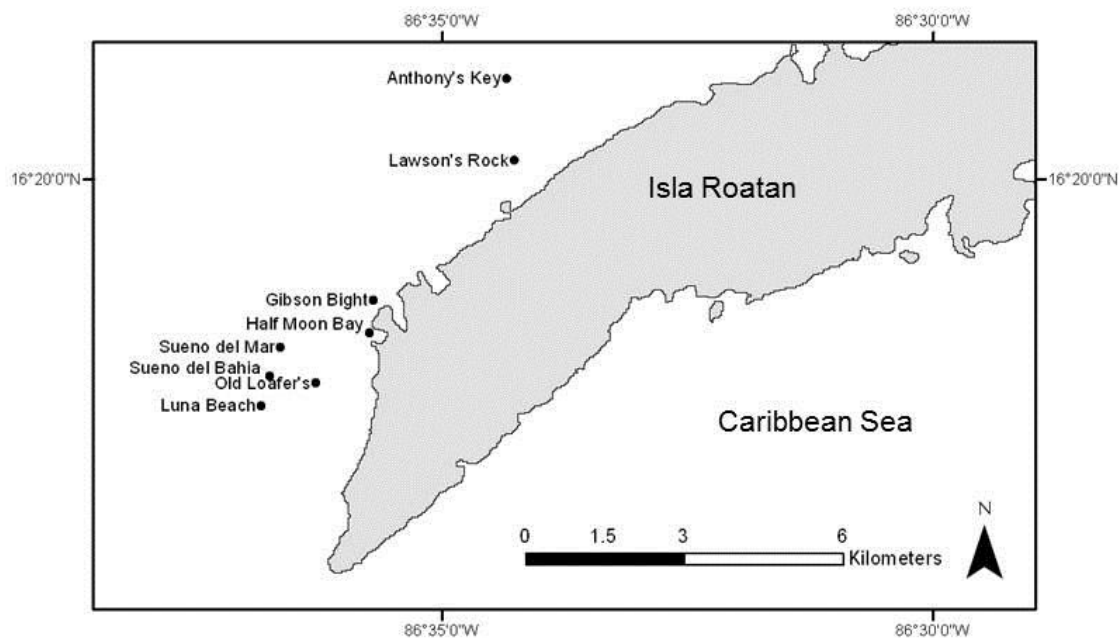 86°35'0"W
86°30'0"W
Anthony's Key
Lawson's Rock
16°20'0"N
16°20'0"N
Isla Roatan
Gibson Bight
Half Moon Bay
Sueno del Mar
Sueno del Bahia
Old Loafer's
Luna Beach
Caribbean Sea
N
0 1.5 3 6
Kilometers
86°35'0"W
86°30'0"W